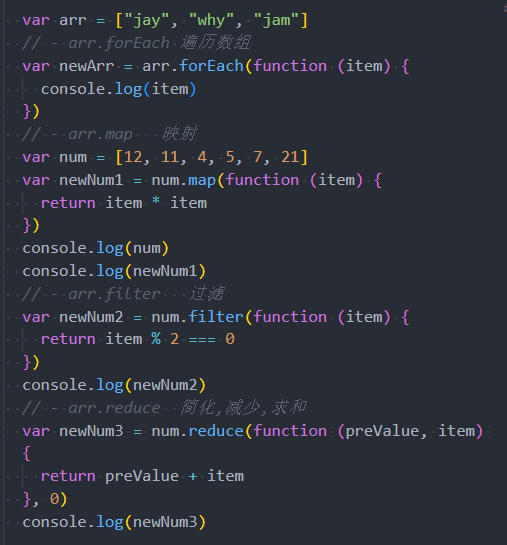 var arr = ["jay", "why", "jam"]
// - arr.forEach 遍历数组
var newArr = arr.forEach(function (item) {
  console.log(item)
})
// - arr.map   映射
var num = [12, 11, 4, 5, 7, 21]
var newNum1 = num.map(function (item) {
  return item * item
})
console.log(num)
console.log(newNum1)
// - arr.filter   过滤
var newNum2 = num.filter(function (item) {
  return item % 2 === 0
})
console.log(newNum2)
// - arr.reduce   简化,减少,求和
var newNum3 = num.reduce(function (preValue, item)
{
  return preValue + item
}, 0)
console.log(newNum3)